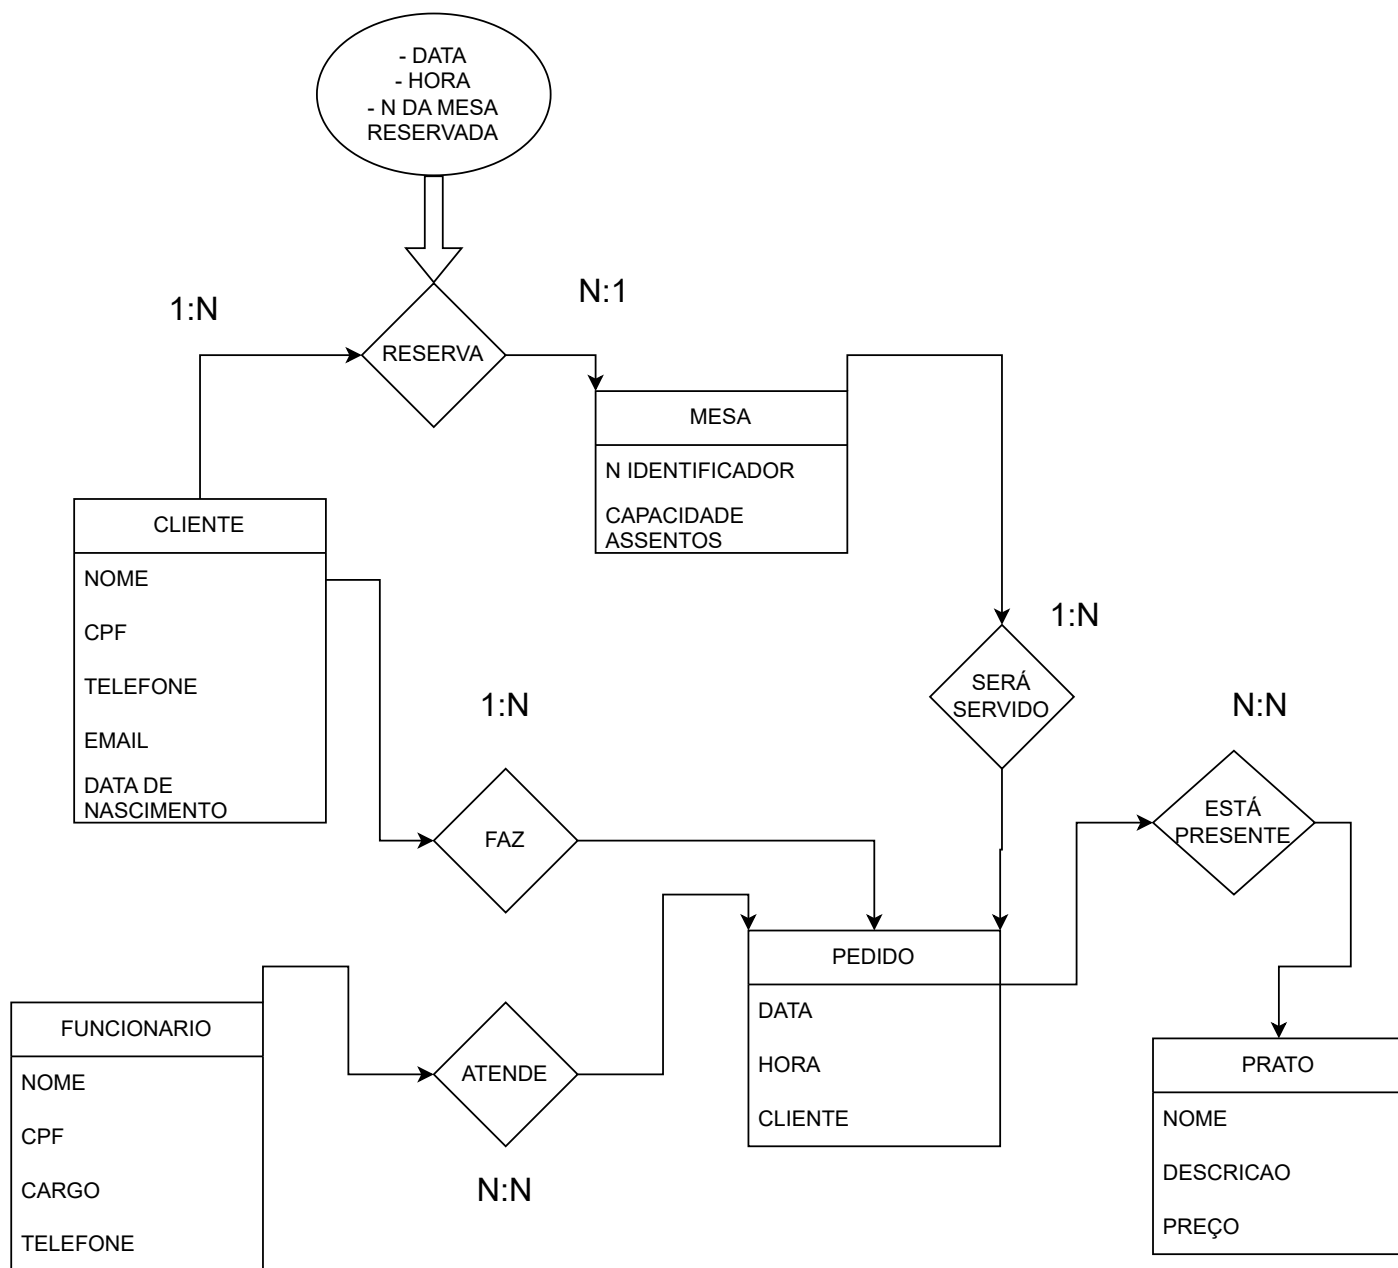 - DATA
- HORA
- N DA MESA
RESERVADA
N:1
1:N
RESERVA
MESA
N IDENTIFICADOR
CAPACIDADE
ASSENTOS
CLIENTE
NOME
CPF
TELEFONE
EMAIL
DATA DE
NASCIMENTO
1:N
SERÁ
SERVIDO
1:N
FAZ
N:N
ESTÁ
PRESENTE
PEDIDO
DATA
HORA
CLIENTE
FUNCIONARIO
NOME
CPF
CARGO
TELEFONE
ATENDE
N:N
PRATO
NOME
DESCRICAO
PREÇO